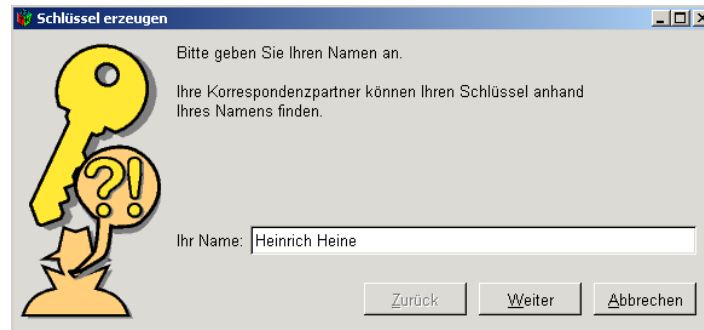 Schlüssel erzeugen
Bitte geben Sie Ihren Namen an.
Ihre Korrespondenzpartner können Ihren Schlüssel anhand
Ihres Namens finden.
?!
Ihr Name: Heinrich Heine
Zurück Weiter Abbrechen